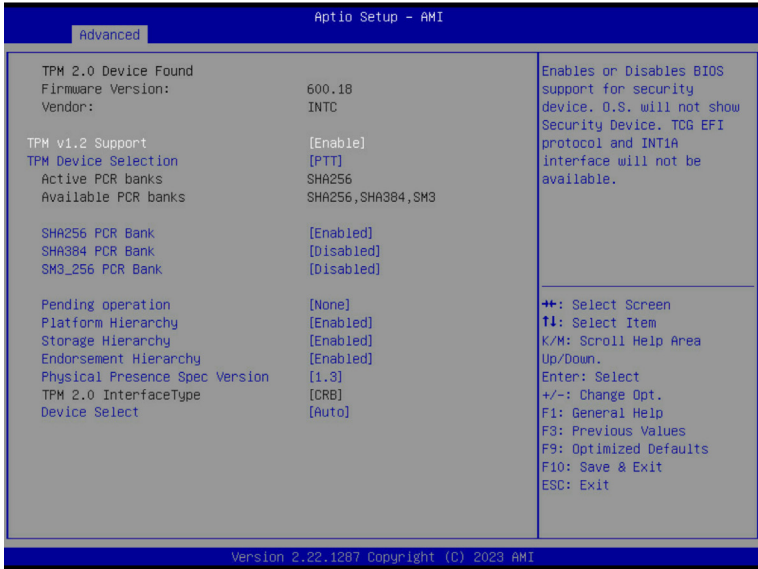 Aptio Setup – AMI
Advanced
TPM 2.0 Device Found
Firmware Version: 600.18
Vendor: INTC
TPM v1.2 Support [Enable]
TPM Device Selection [PTT]
Active PCR banks SHA256
Available PCR banks SHA256,SHA384,SM3
SHA256 PCR Bank [Enabled]
SHA384 PCR Bank [Disabled]
SM3_256 PCR Bank [Disabled]
Pending operation [None]
Platform Hierarchy [Enabled]
Storage Hierarchy [Enabled]
Endorsement Hierarchy [Enabled]
Physical Presence Spec Version [1.3]
TPM 2.0 InterfaceType [CRB]
Device Select [Auto]
Enables or Disables BIOS
support for security
device. O.S. will not show
Security Device. TCG EFI
protocol and INT1A
interface will not be
available.
→←: Select Screen
↑↓: Select Item
K/M: Scroll Help Area
Up/Down.
Enter: Select
+/-: Change Opt.
F1: General Help
F3: Previous Values
F9: Optimized Defaults
F10: Save & Exit
ESC: Exit
Version 2.22.1287 Copyright (C) 2023 AMI